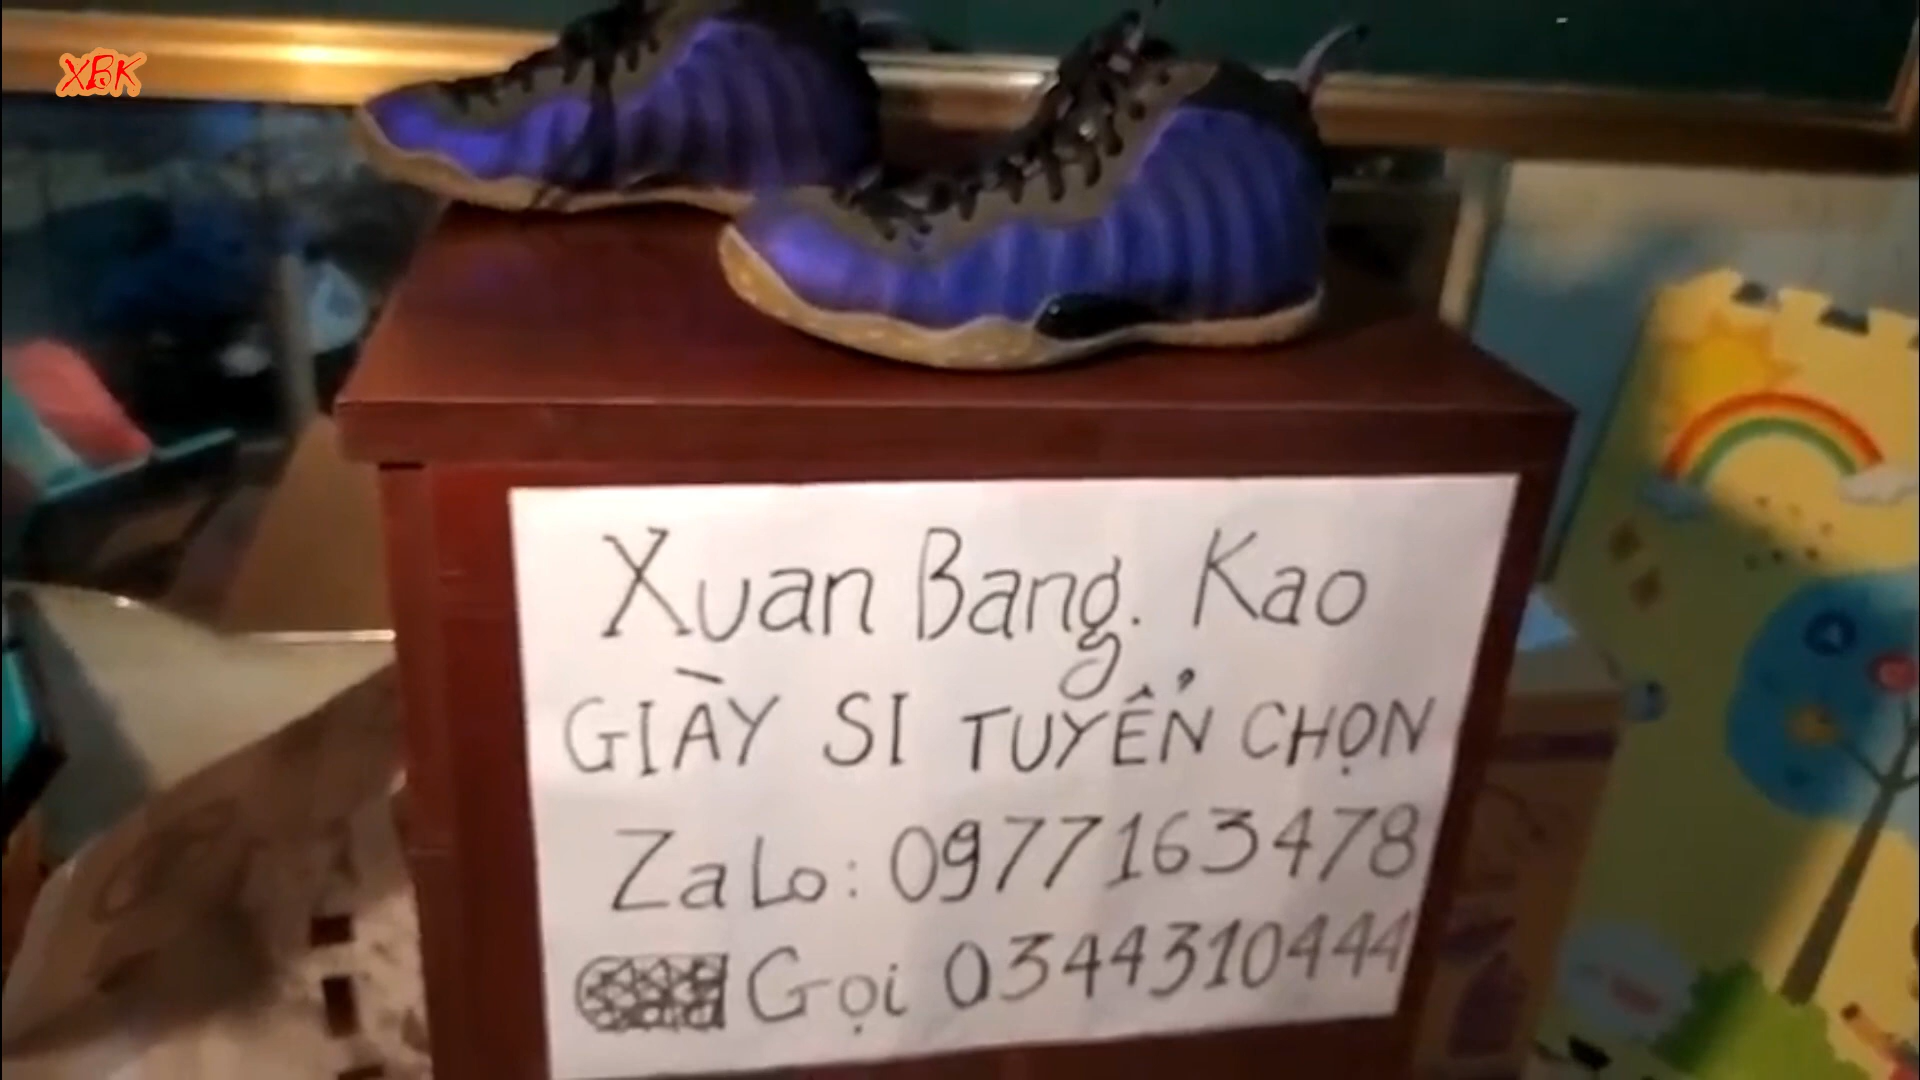 XBK
Xuan Bang. Kao
GIÀY SI TUYỂN CHỌN
ZaLo: 0977163478
Gọi 0344310444